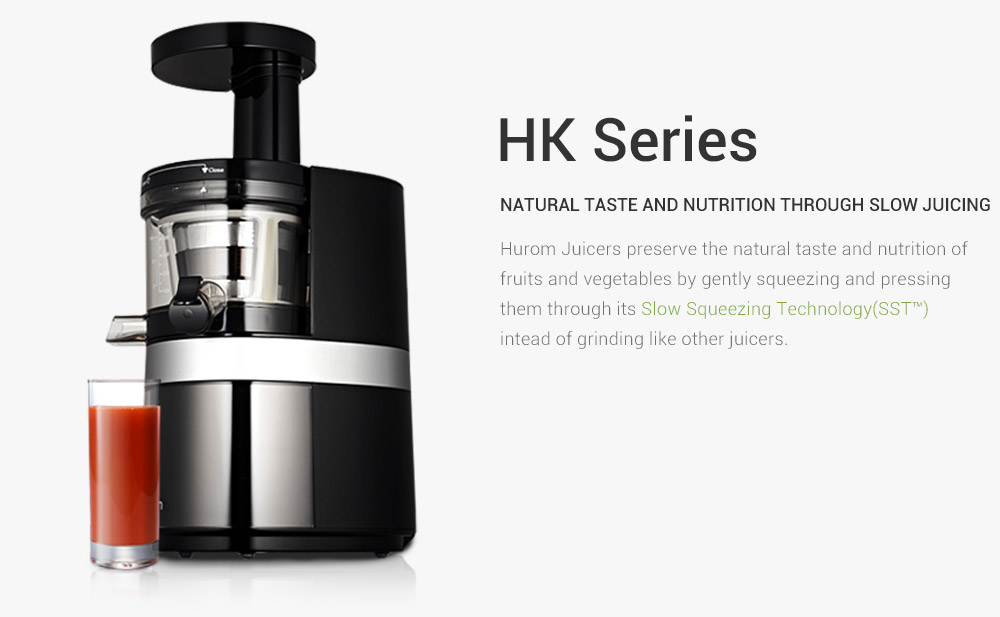 Close
HK Series
NATURAL TASTE AND NUTRITION THROUGH SLOW JUICING
Hurom Juicers preserve the natural taste and nutrition of
fruits and vegetables by gently squeezing and pressing
them through its Slow Squeezing Technology(SST™)
intead of grinding like other juicers.